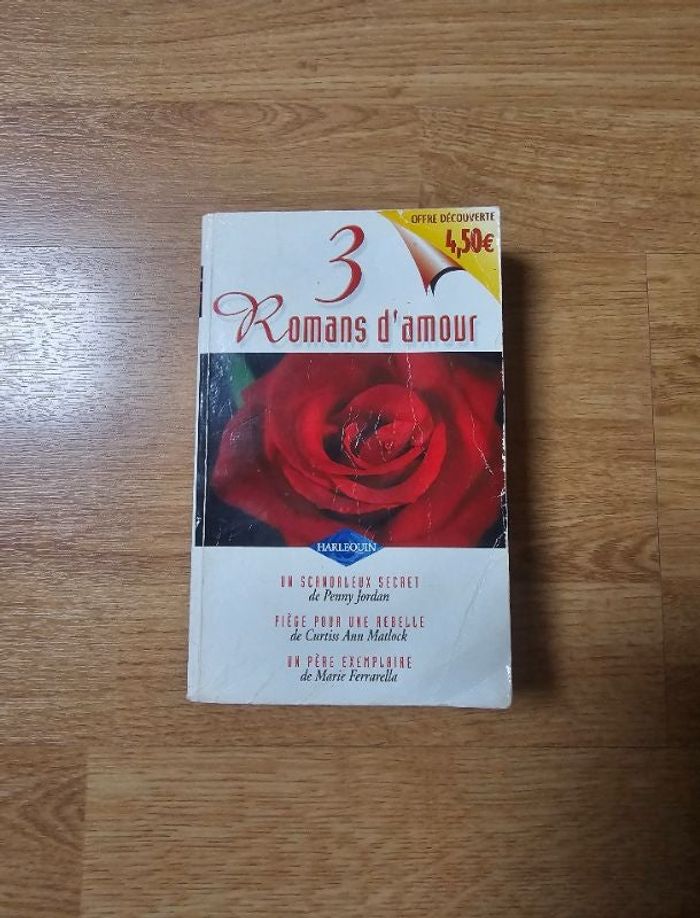 OFFRE DÉCOUVERTE
4,50€
3
Romans d'amour
HARLEQUIN
UN SCANDALEUX SECRET
de Penny Jordan
PIÈGE POUR UNE REBELLE
de Curtiss Ann Matlock
UN PÈRE EXEMPLAIRE
de Marie Ferrarella